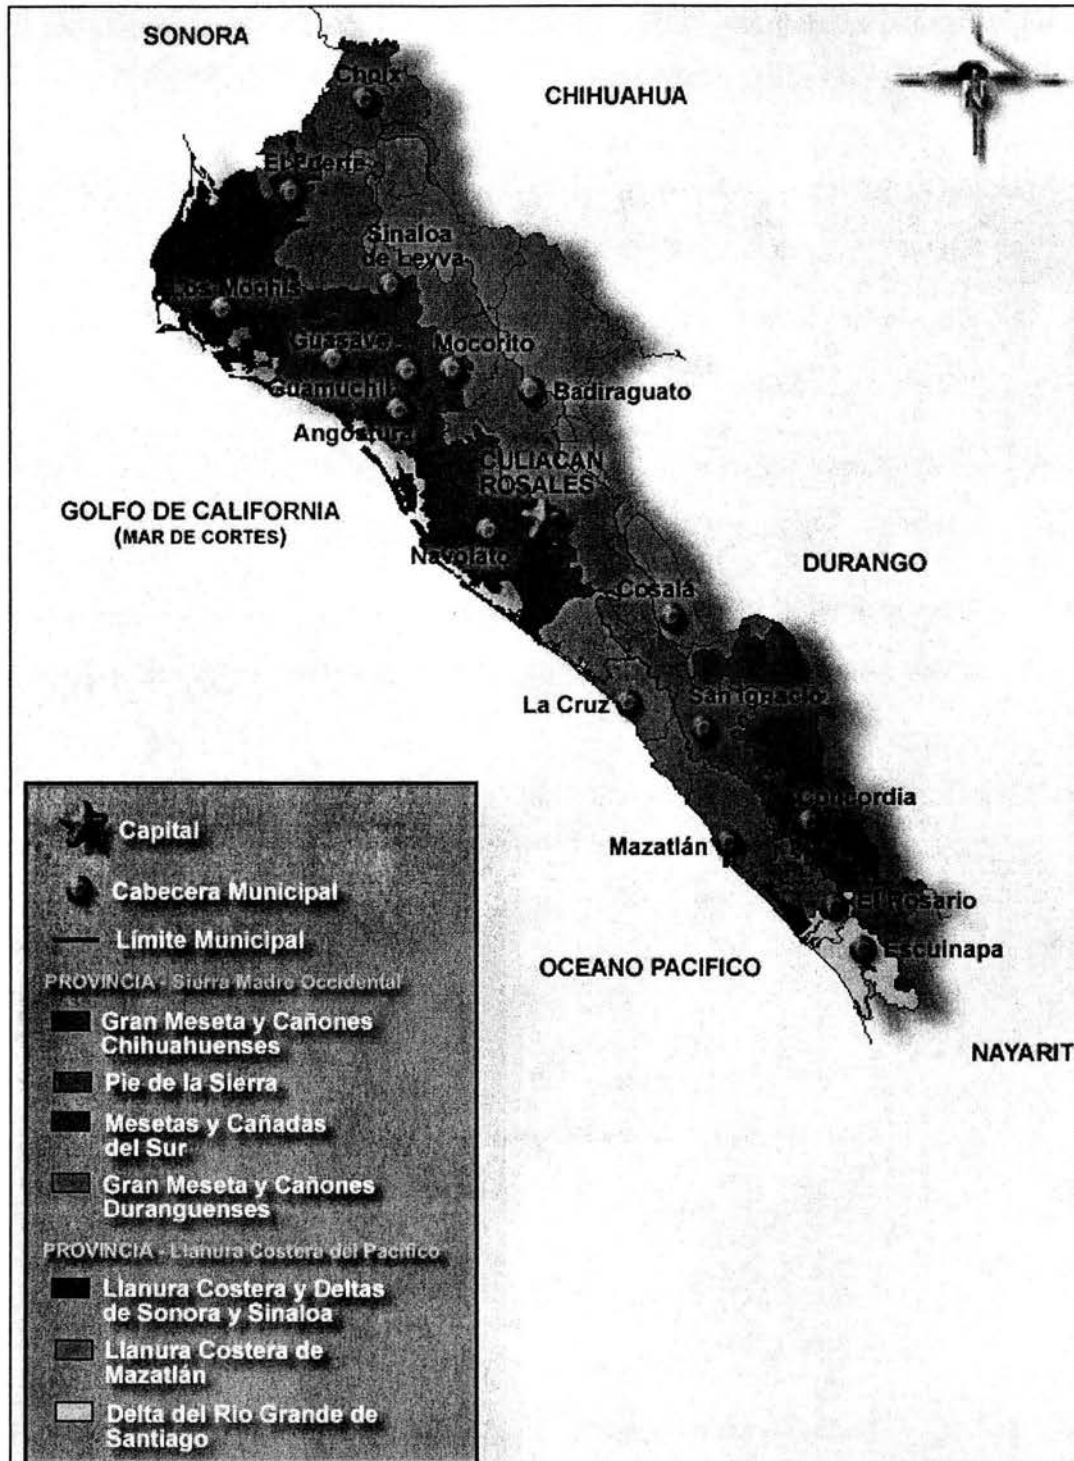 SONORA
Choix
CHIHUAHUA
N
El Fuerte
Sinaloa
de Leyva
Los Mochis
Guasave
Mocorito
Guamuchil
Badiraguato
Angostura
CULIACAN
ROSALES
GOLFO DE CALIFORNIA
(MAR DE CORTES)
Navolato
DURANGO
Cosalá
San Ignacio
La Cruz
Concordia
Mazatlán
El Rosario
Escuinapa
OCEANO PACIFICO
NAYARIT
Capital
Cabecera Municipal
Límite Municipal
PROVINCIA - Sierra Madre Occidental
Gran Meseta y Cañones
Chihuahuenses
Pie de la Sierra
Mesetas y Cañadas
del Sur
Gran Meseta y Cañones
Duranguenses
PROVINCIA - Llanura Costera del Pacifico
Llanura Costera y Deltas
de Sonora y Sinaloa
Llanura Costera de
Mazatlán
Delta del Rio Grande de
Santiago